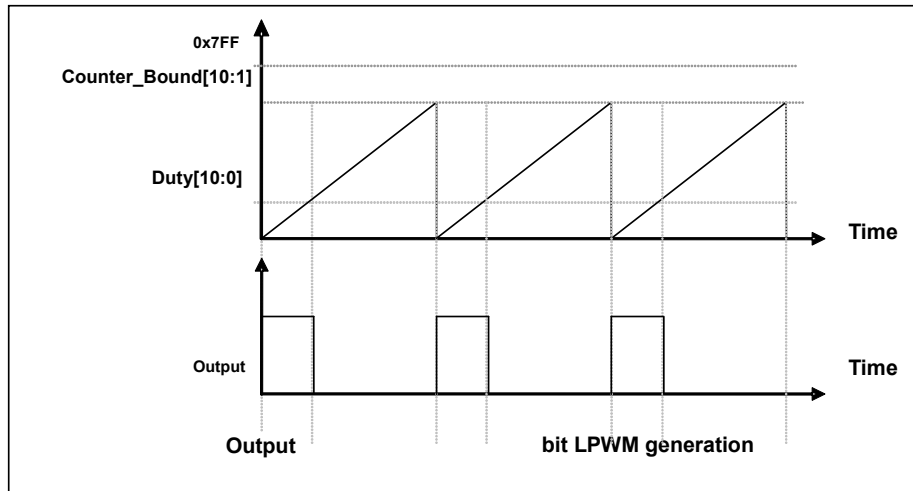 0x7FF
Counter_Bound[10:1]
Duty[10:0]
Time
Output
Time
Output bit LPWM generation